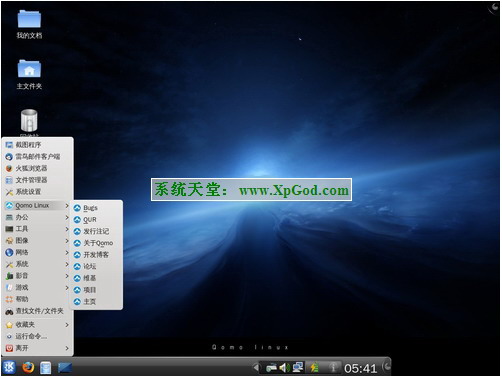 我的文档
主文件夹
系统天堂：www.XpGod.com
截图程序
雷鸟邮件客户端
火狐浏览器
文件管理器
系统设置
Qomo Linux
办公
工具
图像
网络
系统
影音
游戏
帮助
查找文件/文件夹
收藏夹
运行命令...
离开
Bugs
QUR
发行注记
关于Qomo
开发博客
论坛
维基
项目
主页
Qomo linux
05:41